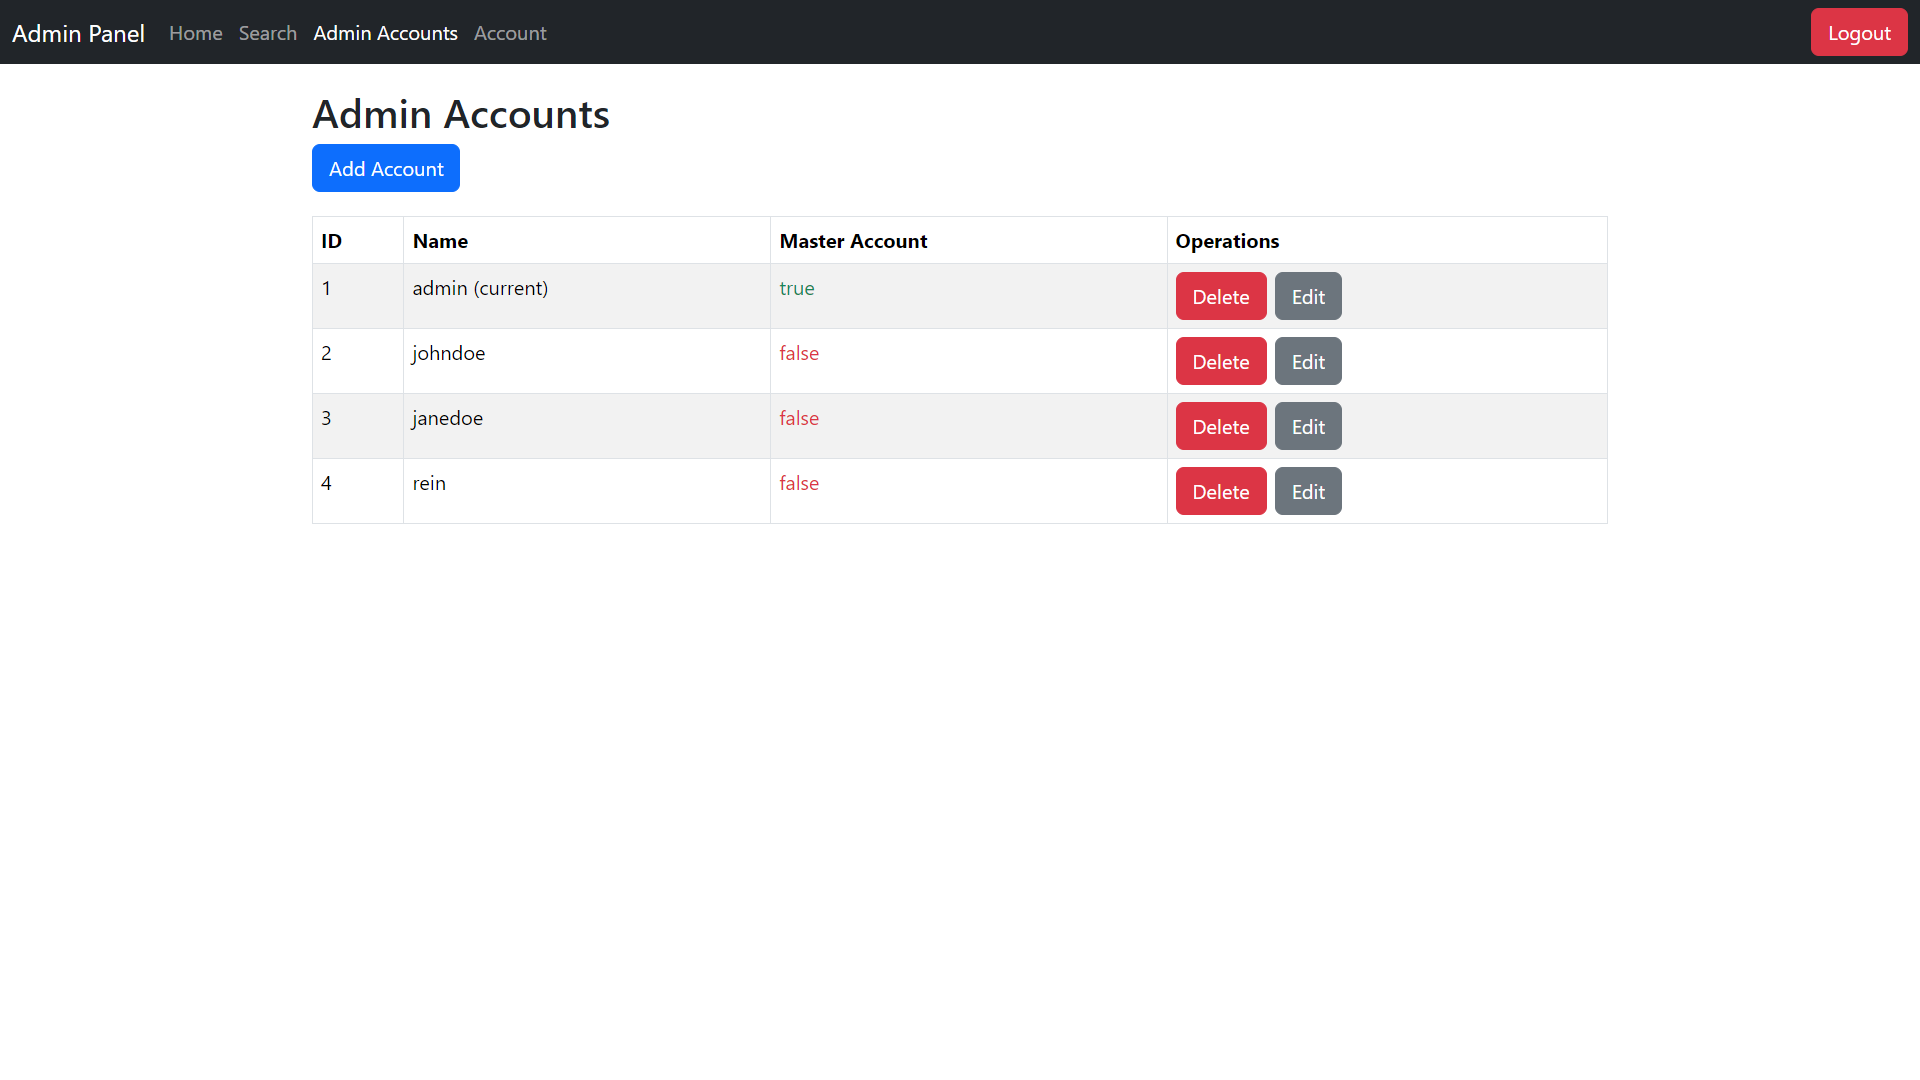 Admin Panel Home Search Admin Accounts Account Logout
Admin Accounts
Add Account
ID Name Master Account Operations
1 admin (current) true Delete Edit
2 johndoe false Delete Edit
3 janedoe false Delete Edit
4 rein false Delete Edit